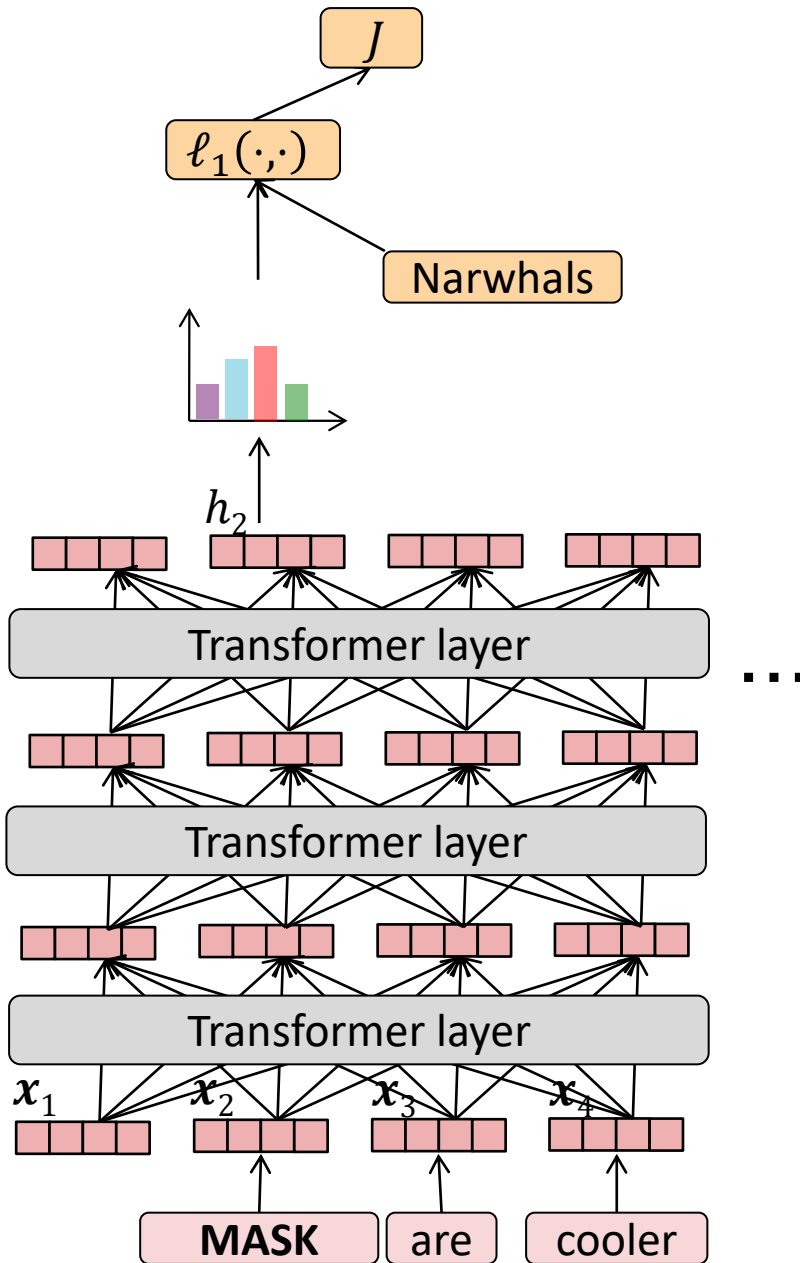 J
ℓ₁(·,·)
Narwhals
h₂
Transformer layer
...
Transformer layer
Transformer layer
x₁ x₂ x₃ x₄
MASK are cooler